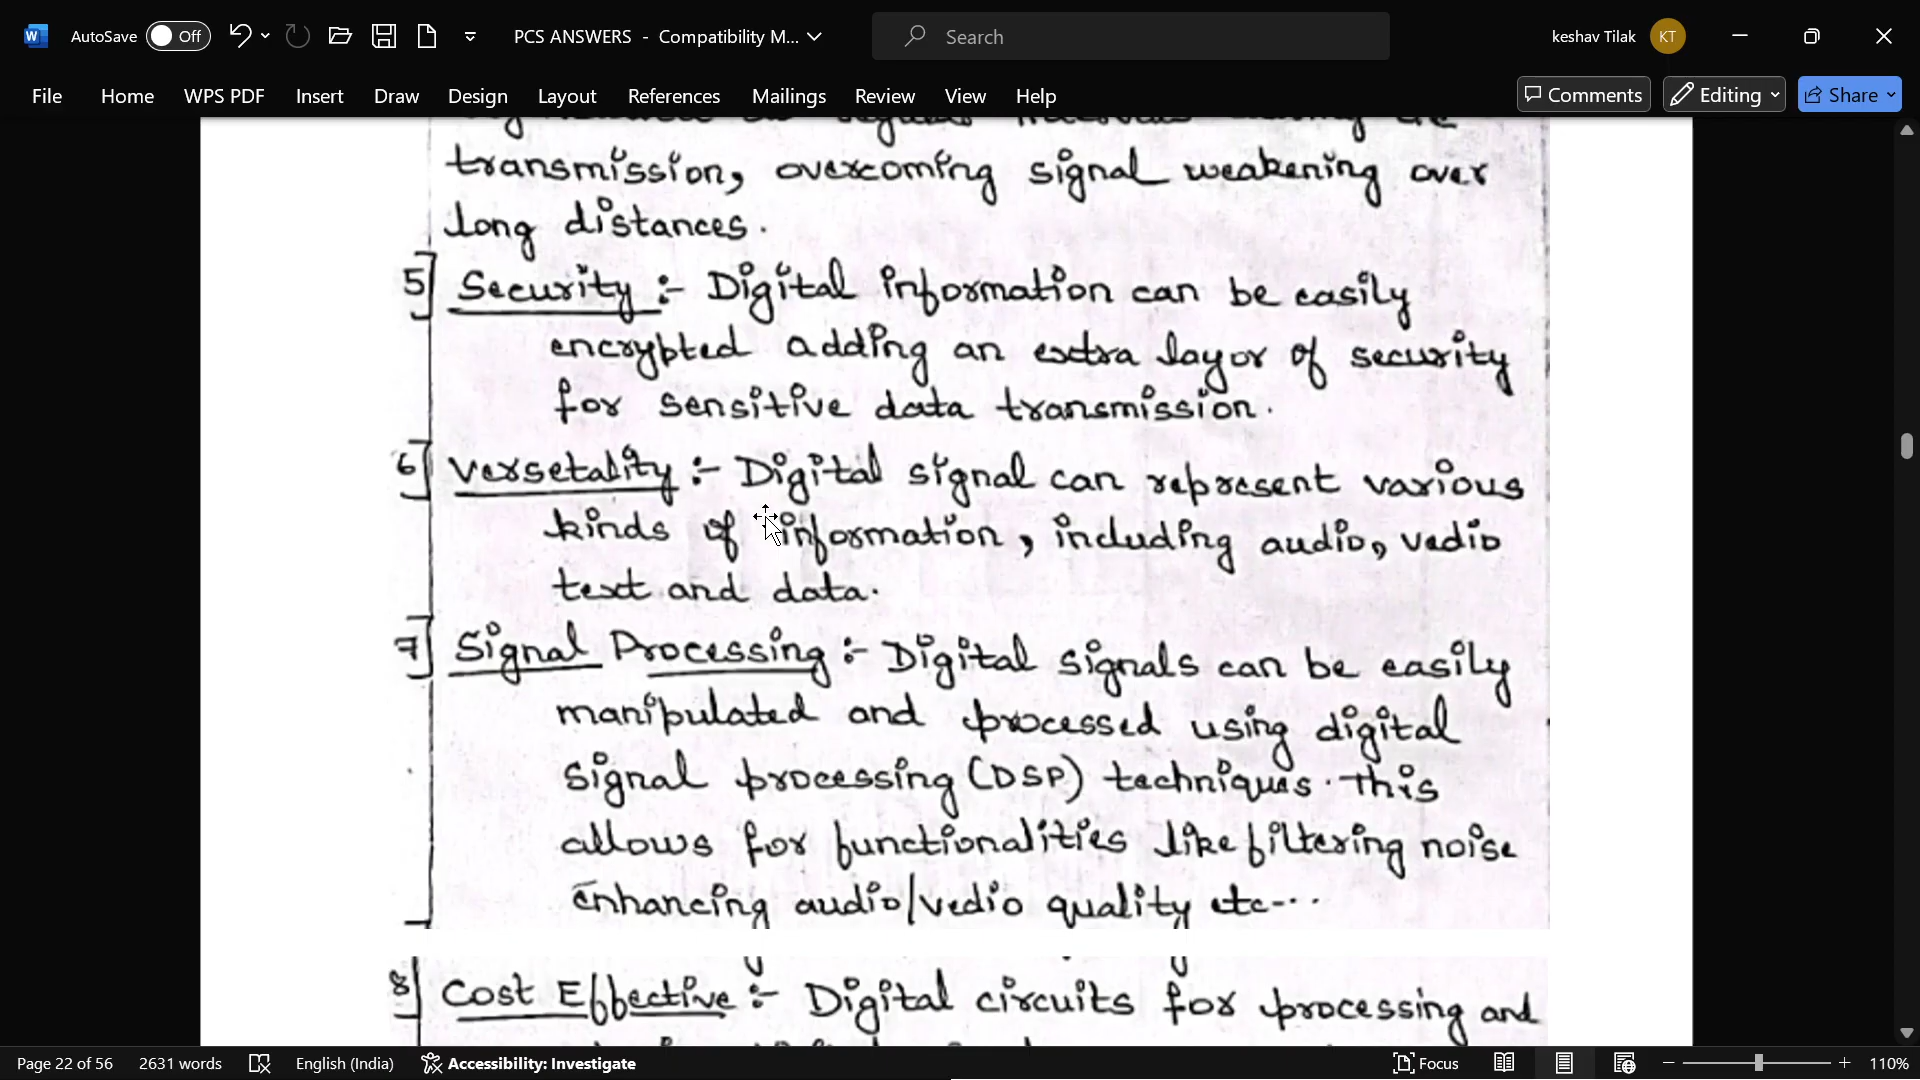 AutoSave Off PCS ANSWERS - Compatibility M... Search keshav Tilak KT
File Home WPS PDF Insert Draw Design Layout References Mailings Review View Help Comments Editing Share
transmission, overcoming signal weakening over
long distances.
5] Security :- Digital information can be easily
encrypted adding an extra layor of security
for sensitive data transmission.
6] Versetality :- Digital signal can represent various
kinds of information, including audio, vedio
text and data.
7] Signal Processing :- Digital signals can be easily
manipulated and processed using digital
signal processing (DSP) techniques. This
allows for functionalities like filtering noise
enhancing audio/vedio quality etc-..
8] Cost Effective :- Digital circuits for processing and
Page 22 of 56 2631 words English (India) Accessibility: Investigate Focus 110%